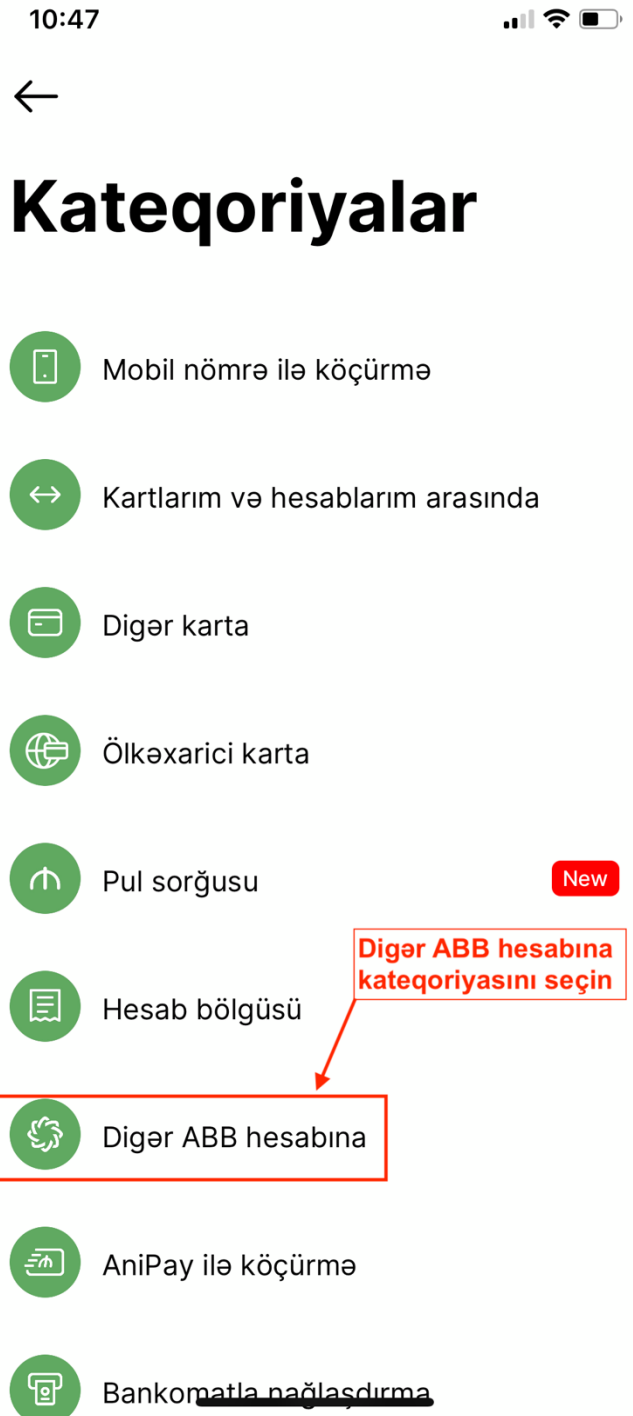 10:47
Kateqoriyalar
Mobil nömrə ilə köçürmə
Kartlarım və hesablarım arasında
Digər karta
Ölkəxarici karta
Pul sorğusu
New
Digər ABB hesabına
kateqoriyasını seçin
Hesab bölgüsü
Digər ABB hesabına
AniPay ilə köçürmə
Bankomatla nağlaşdırma